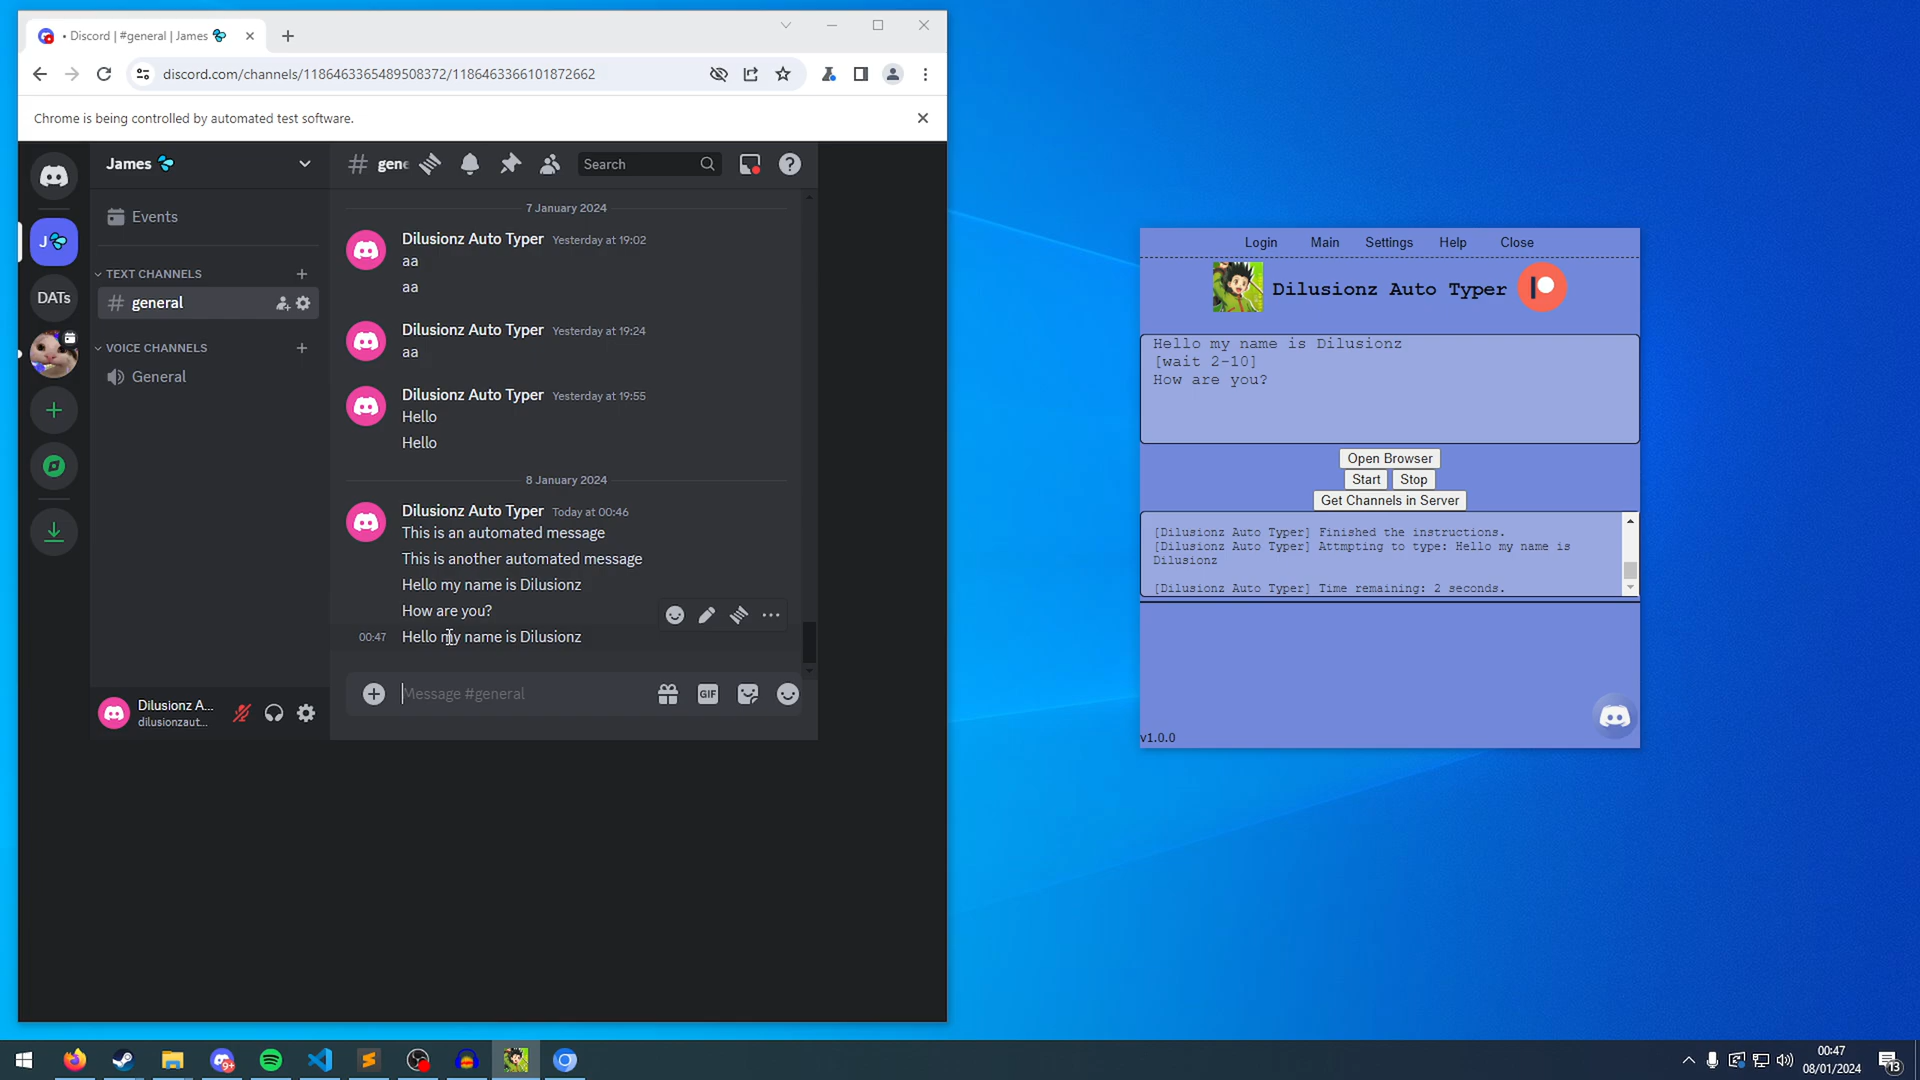 • Discord | #general | James
discord.com/channels/1186463365489508372/1186463366101872662
Chrome is being controlled by automated test software.
James
# gene
Search
J
DATs
Events
TEXT CHANNELS
general
VOICE CHANNELS
General
7 January 2024
Dilusionz Auto Typer Yesterday at 19:02
aa
aa
Dilusionz Auto Typer Yesterday at 19:24
aa
Dilusionz Auto Typer Yesterday at 19:55
Hello
Hello
8 January 2024
Dilusionz Auto Typer Today at 00:46
This is an automated message
This is another automated message
Hello my name is Dilusionz
How are you?
00:47 Hello my name is Dilusionz
Message #general
GIF
Dilusionz A...
dilusionzaut...
Login Main Settings Help Close
Dilusionz Auto Typer
Hello my name is Dilusionz
[wait 2-10]
How are you?
Open Browser
Start Stop
Get Channels in Server
[Dilusionz Auto Typer] Finished the instructions.
[Dilusionz Auto Typer] Attmpting to type: Hello my name is
Dilusionz
[Dilusionz Auto Typer] Time remaining: 2 seconds.
v1.0.0
9+
00:47
08/01/2024
13